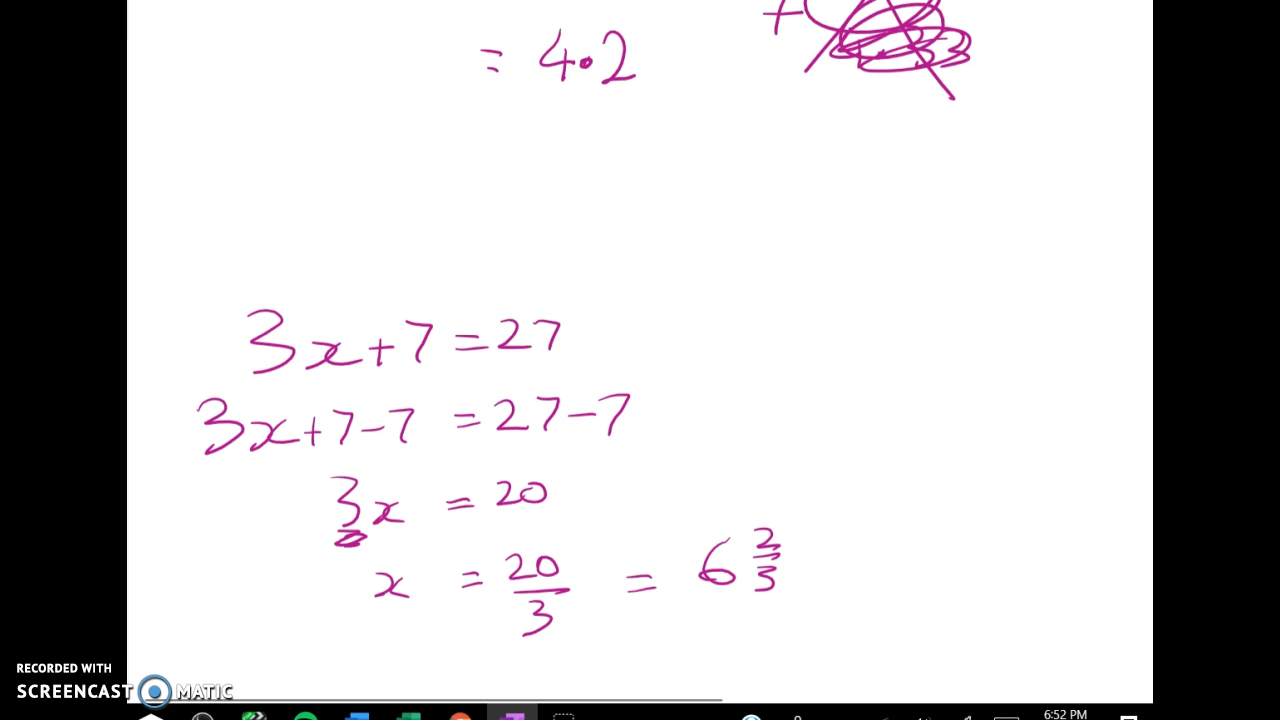 = 4.2
+
3x+7 = 27
3x+7-7 = 27-7
3x = 20
x = 20/3 = 6 2/3
RECORDED WITH
SCREENCAST MATIC
6:52 PM